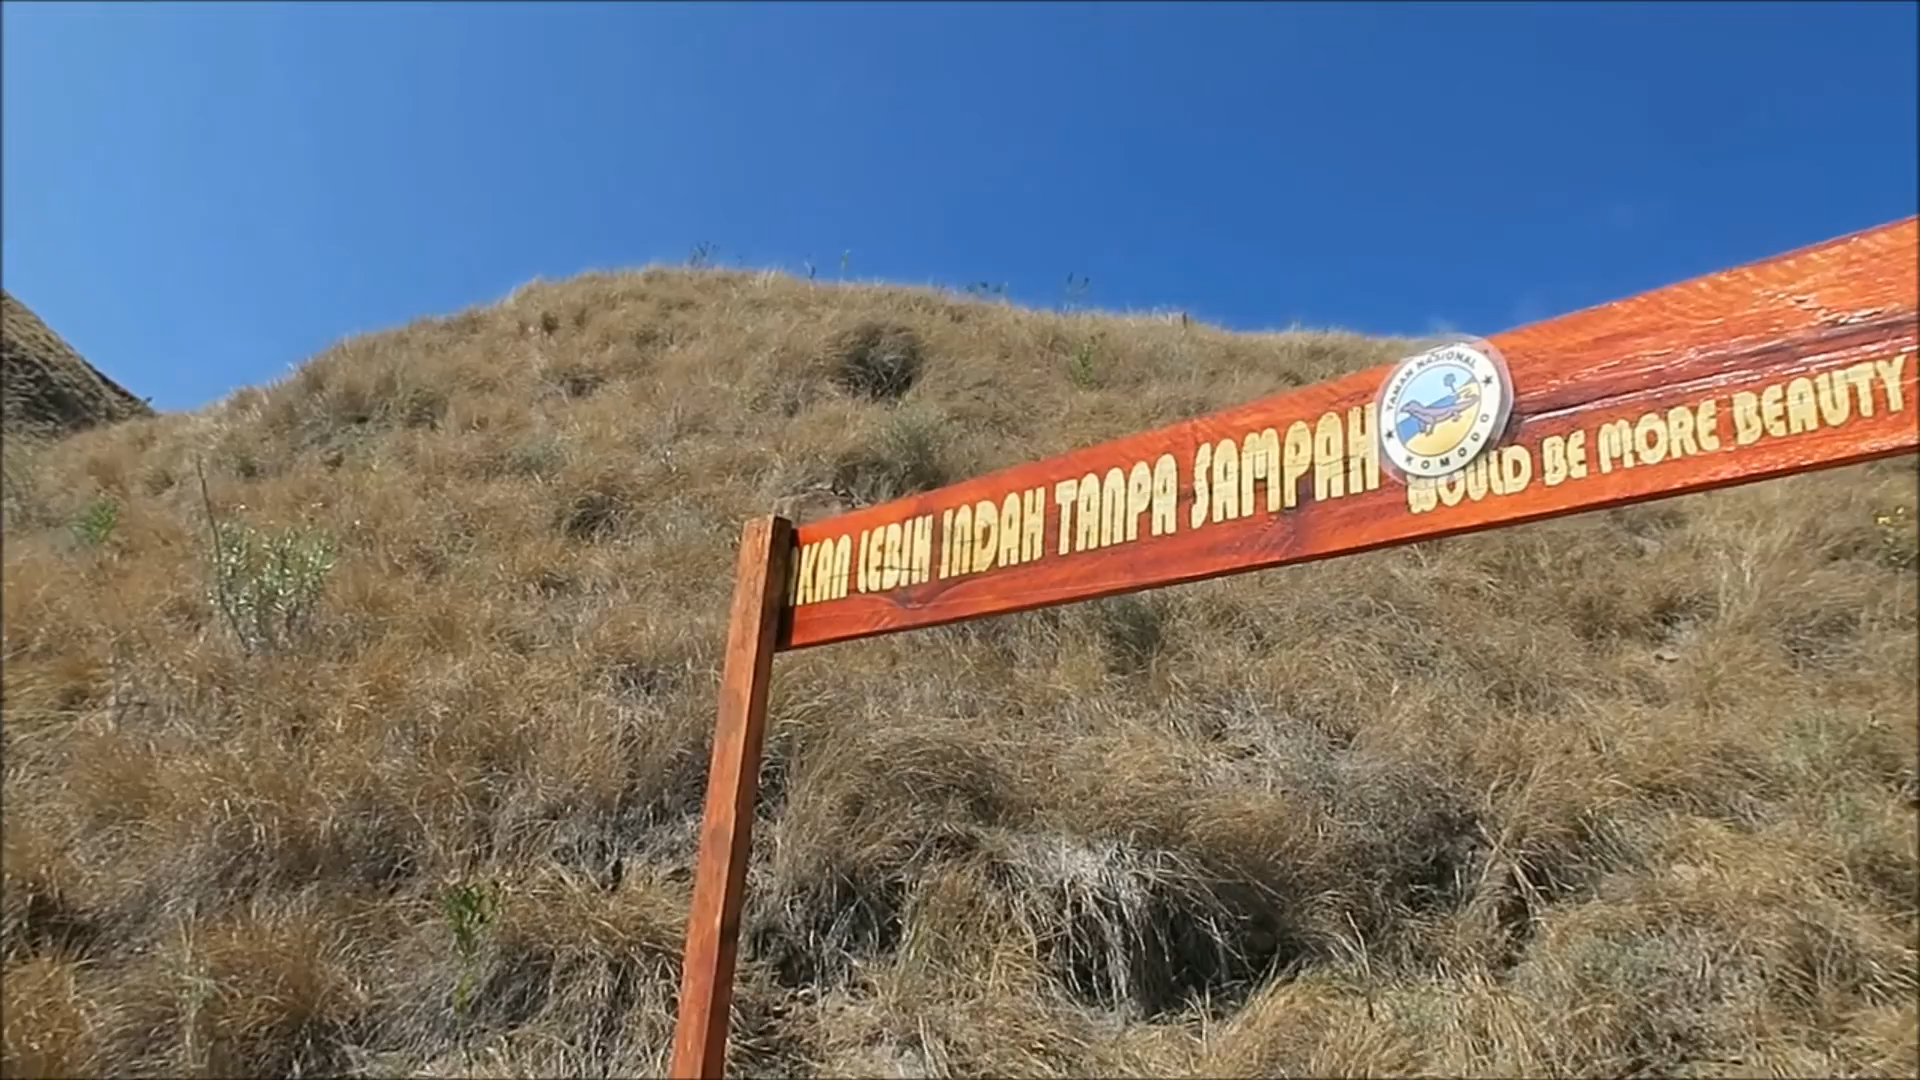 AKAN LEBIH INDAH TANPA SAMPAH
TAMAN NASIONAL
KOMODO
WOULD BE MORE BEAUTY